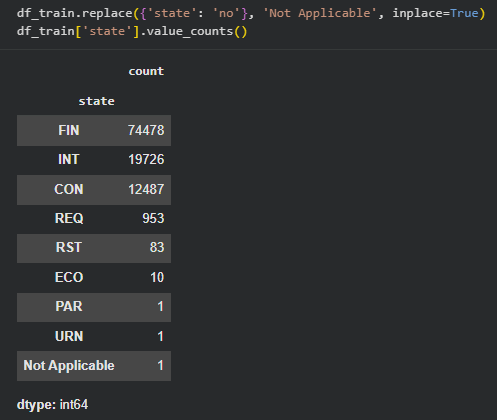 df_train.replace({'state': 'no'}, 'Not Applicable', inplace=True)
df_train['state'].value_counts()
count
state
FIN 74478
INT 19726
CON 12487
REQ 953
RST 83
ECO 10
PAR 1
URN 1
Not Applicable 1
dtype: int64